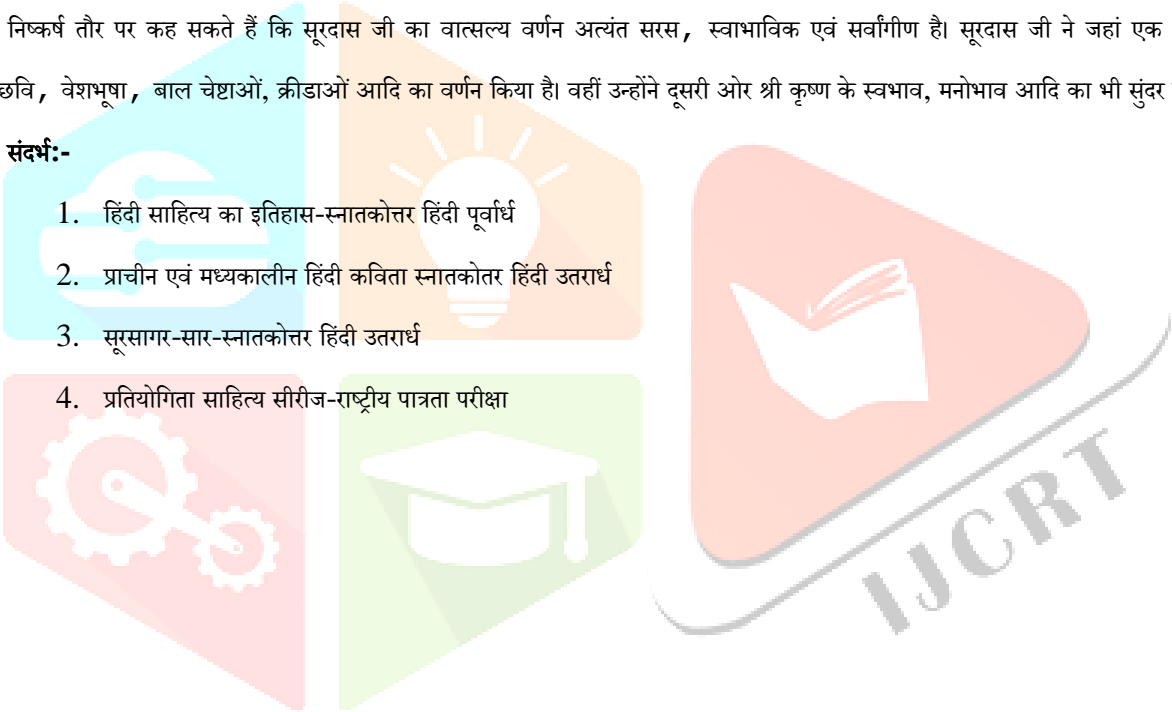 निष्कर्ष तौर पर कह सकते हैं कि सूरदास जी का वात्सल्य वर्णन अत्यंत सरस, स्वाभाविक एवं सर्वांगीण है। सूरदास जी ने जहां एक
छवि, वेशभूषा, बाल चेष्टाओं, क्रीडाओं आदि का वर्णन किया है। वहीं उन्होंने दूसरी ओर श्री कृष्ण के स्वभाव, मनोभाव आदि का भी सुंदर
संदर्भ:-
1. हिंदी साहित्य का इतिहास-स्नातकोत्तर हिंदी पूर्वार्ध
2. प्राचीन एवं मध्यकालीन हिंदी कविता स्नातकोतर हिंदी उतरार्ध
3. सूरसागर-सार-स्नातकोत्तर हिंदी उतरार्ध
4. प्रतियोगिता साहित्य सीरीज-राष्ट्रीय पात्रता परीक्षा
IJCRT